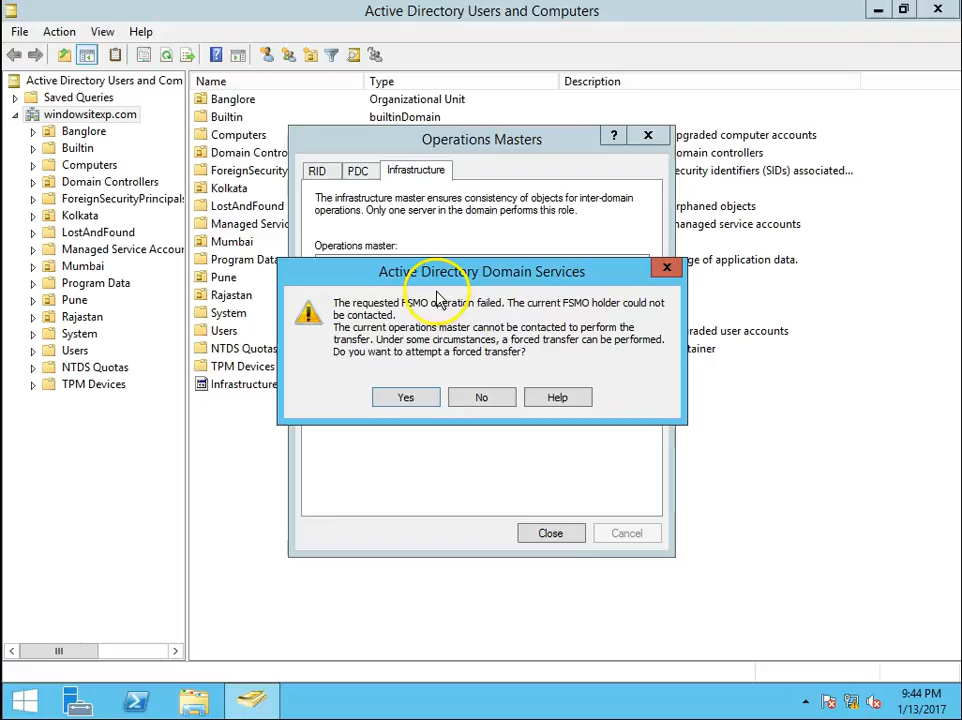 Active Directory Users and Computers
File Action View Help
Active Directory Users and Com
Saved Queries
windowsitexp.com
Banglore
Builtin
Computers
Domain Controllers
ForeignSecurityPrincipals
Kolkata
LostAndFound
Managed Service Accour
Mumbai
Program Data
Pune
Rajastan
System
Users
NTDS Quotas
TPM Devices
Name Type Description
Banglore Organizational Unit
Builtin builtinDomain
Computers upgraded computer accounts
Domain Contro omain controllers
ForeignSecurity ecurity identifiers (SIDs) associated...
Kolkata
LostAndFound orphaned objects
Managed Servic service accounts
Mumbai
Program Data ge of application data.
Pune
Rajastan
System
Users graded user accounts
NTDS Quotas tainer
TPM Devices
Infrastructure
Operations Masters
? X
RID PDC Infrastructure
The infrastructure master ensures consistency of objects for inter-domain
operations. Only one server in the domain performs this role.
Operations master:
Active Directory Domain Services
The requested FSMO operation failed. The current FSMO holder could not
be contacted.
The current operations master cannot be contacted to perform the
transfer. Under some circumstances, a forced transfer can be performed.
Do you want to attempt a forced transfer?
Yes No Help
Close Cancel
9:44 PM
1/13/2017